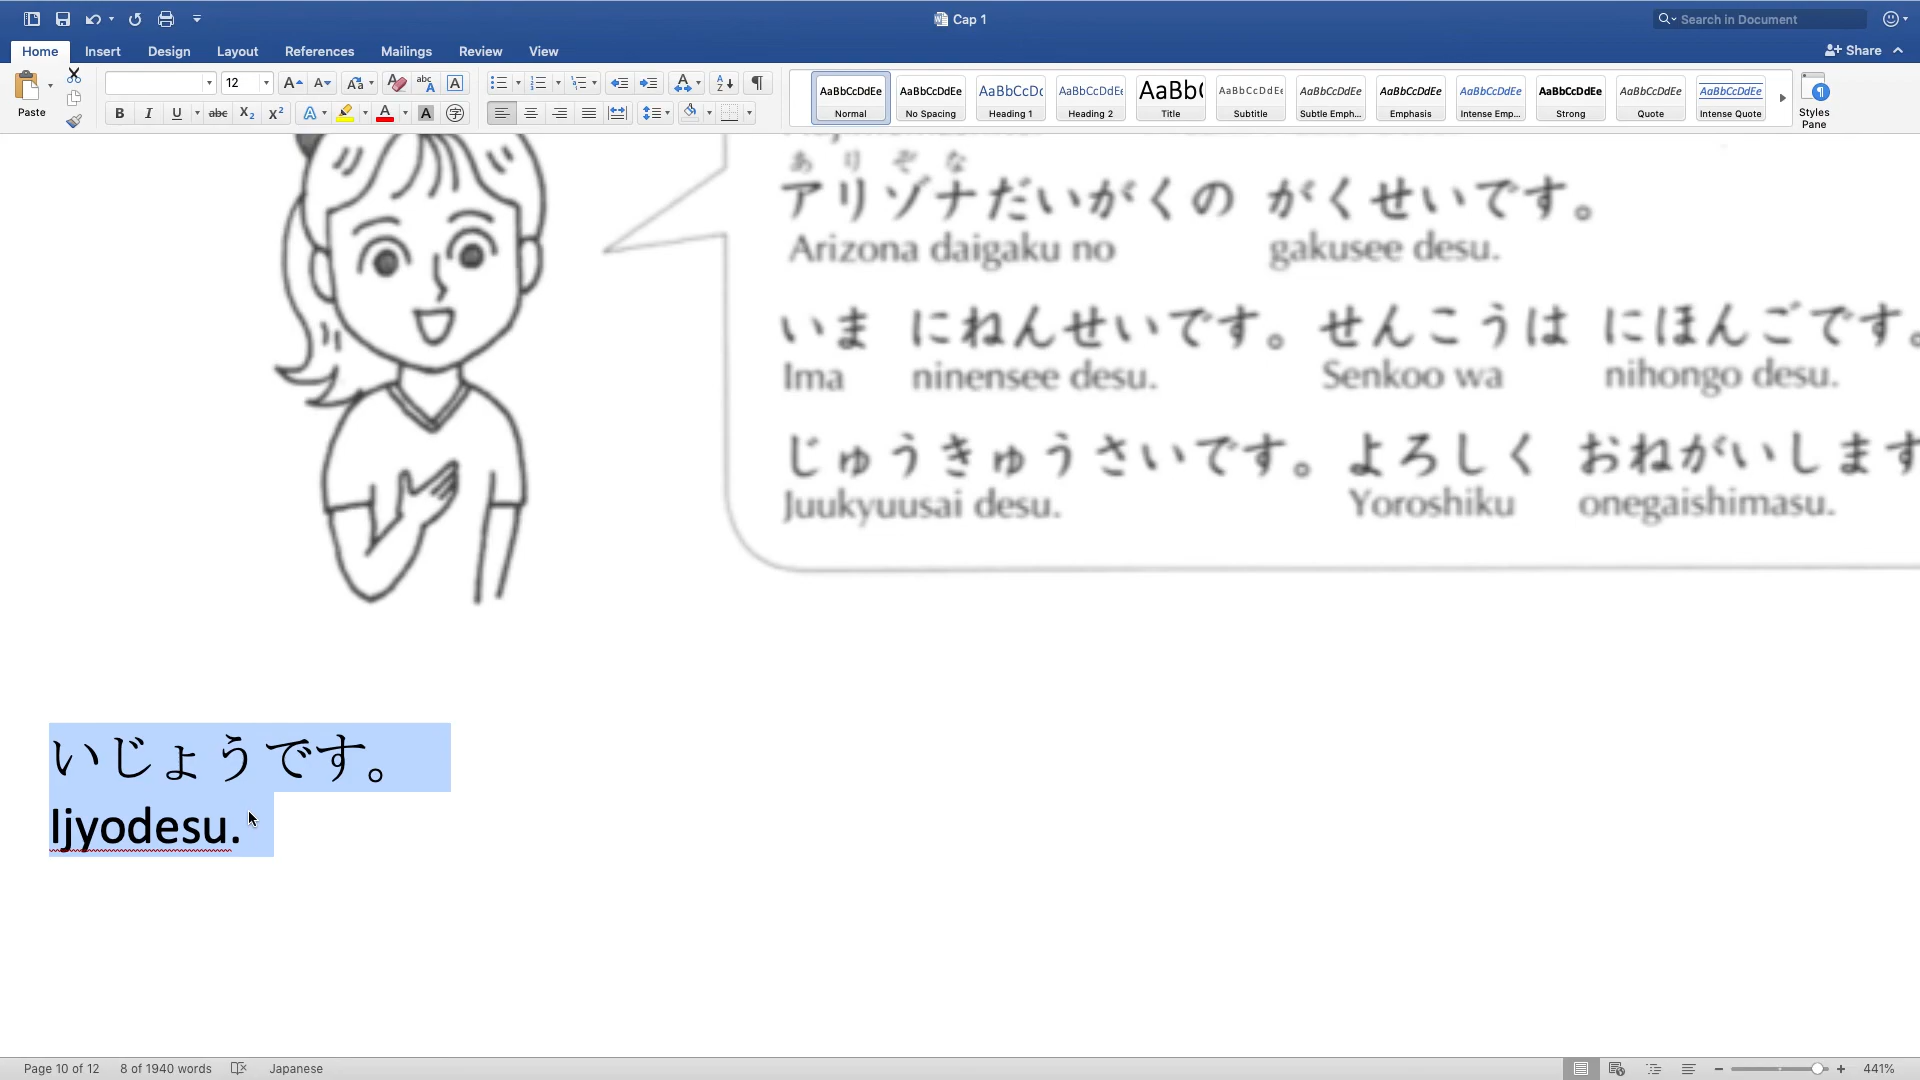 Cap 1
Search in Document
Home Insert Design Layout References Mailings Review View
Share
Paste
12
AaBbCcDdEe AaBbCcDdEe AaBbCcDc AaBbCcDdEe AaBb( AaBbCcDdEe AaBbCcDdEe AaBbCcDdEe AaBbCcDdEe AaBbCcDdEe AaBbCcDdEe AaBbCcDdEe
Normal No Spacing Heading 1 Heading 2 Title Subtitle Subtle Emph... Emphasis Intense Emp... Strong Quote Intense Quote
Styles
Pane
ありぞな
アリゾナだいがくの がくせいです。
Arizona daigaku no gakusee desu.
いま にねんせいです。せんこうは にほんごです。
Ima ninensee desu. Senkoo wa nihongo desu.
じゅうきゅうさいです。よろしく おねがいします
Juukyuusai desu. Yoroshiku onegaishimasu.
いじょうです。
Ijyodesu.
Page 10 of 12 8 of 1940 words Japanese 441%